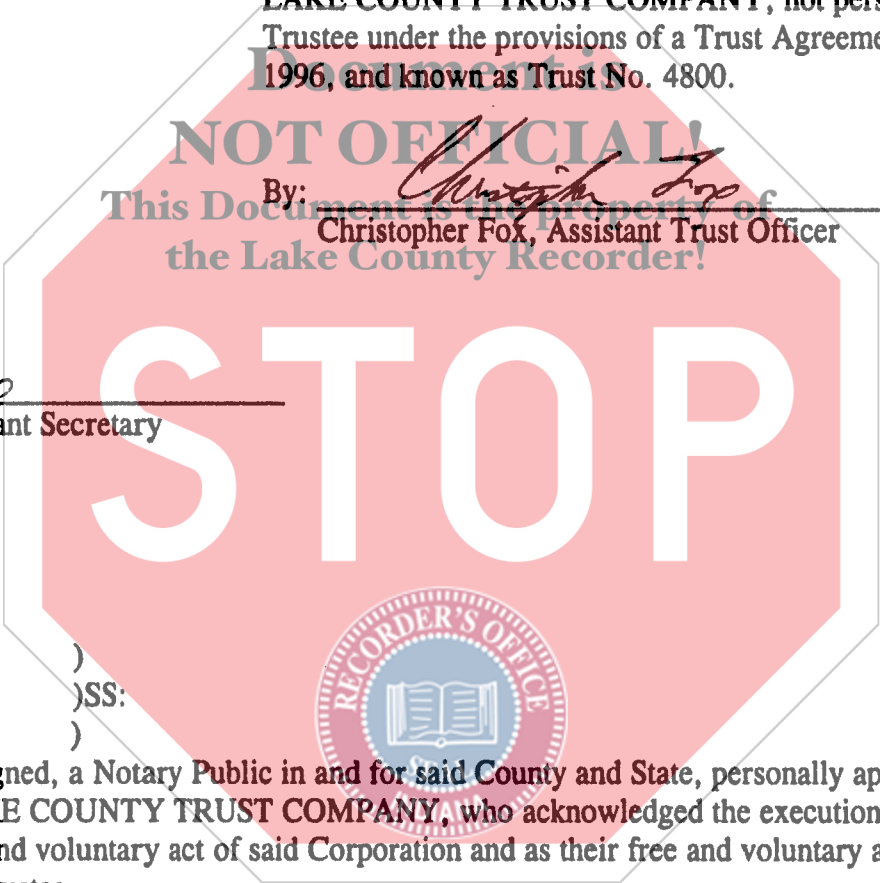 LAKE COUNTY TRUST COMPANY, not pers
Trustee under the provisions of a Trust Agreeme
Document is
1996, and known as Trust No. 4800.
NOT OFFICIAL!
By: Christopher Fox
This Document is the property of
Christopher Fox, Assistant Trust Officer
the Lake County Recorder!
STOP
ant Secretary
RECORDER'S OFFICE
)
)SS:
)
SEAL
INDIANA
gned, a Notary Public in and for said County and State, personally ap
E COUNTY TRUST COMPANY, who acknowledged the execution
nd voluntary act of said Corporation and as their free and voluntary a